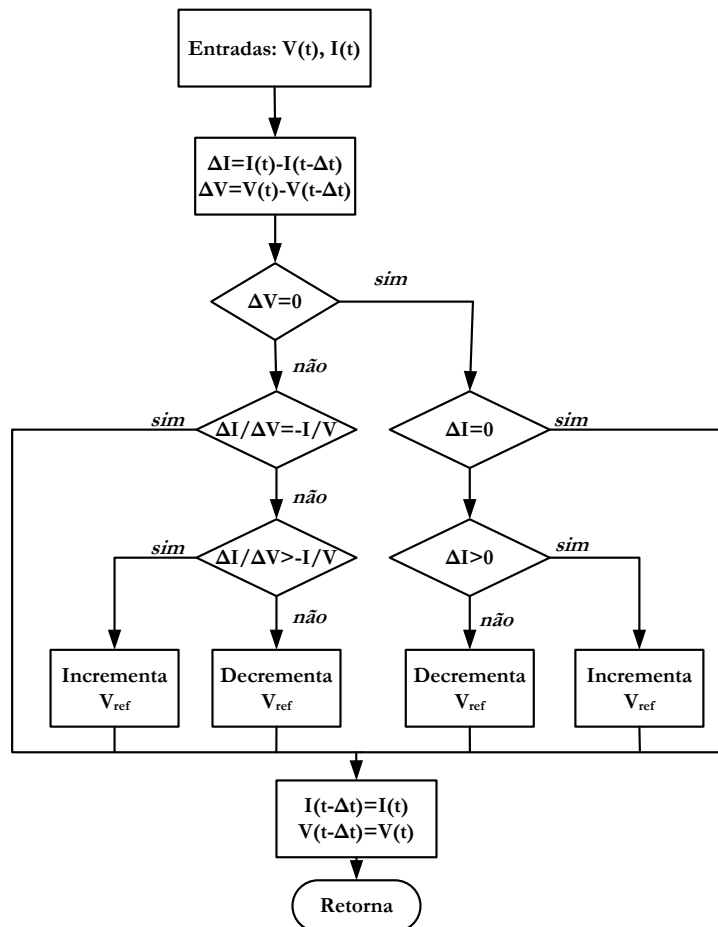 Entradas: V(t), I(t)
ΔI=I(t)-I(t-Δt)
ΔV=V(t)-V(t-Δt)
ΔV=0
sim
não
sim
ΔI/ΔV=-I/V
ΔI=0
sim
não
sim
ΔI/ΔV>-I/V
ΔI>0
sim
não
não
Incrementa
Vref
Decrementa
Vref
Decrementa
Vref
Incrementa
Vref
I(t-Δt)=I(t)
V(t-Δt)=V(t)
Retorna